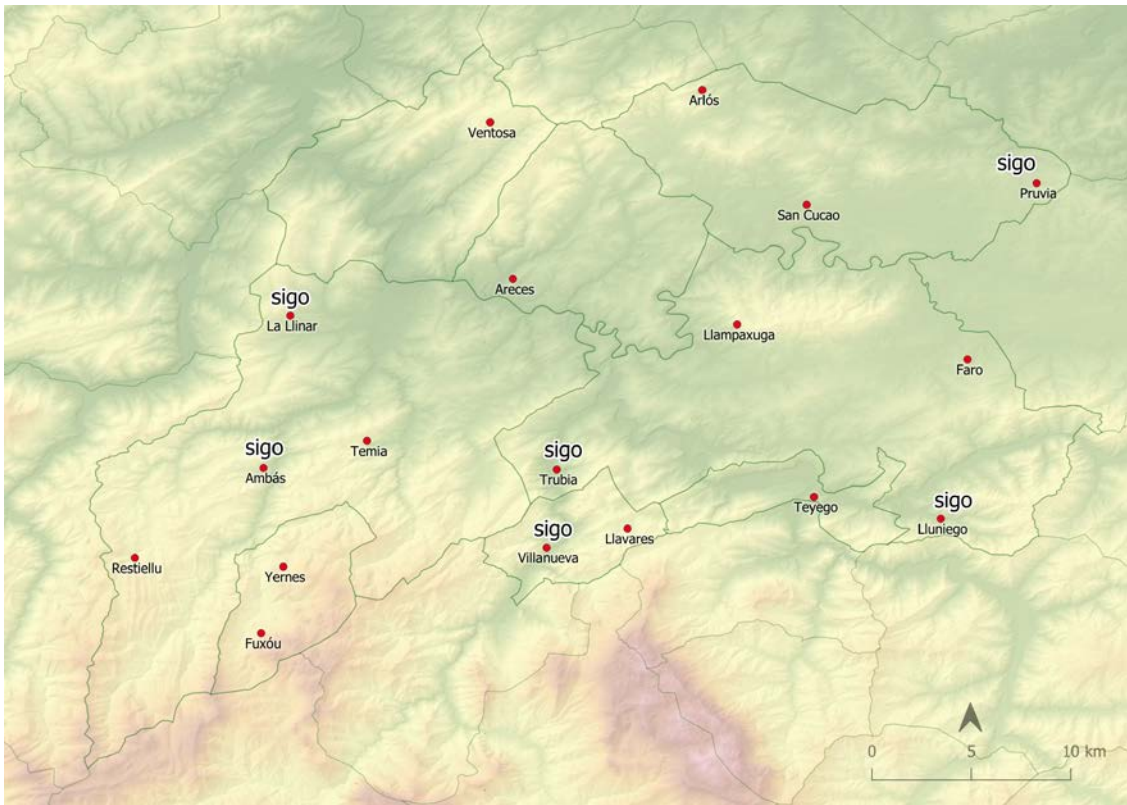 Arlós
Ventosa
sigo
Pruvia
San Cucao
Areces
sigo
La Llinar
Llampaxuga
Faro
Temia
sigo
Ambás
sigo
Trubia
Teyego
sigo
Lluniego
sigo
Villanueva
Llavares
Restiellu
Yernes
Fuxóu
0 5 10 km